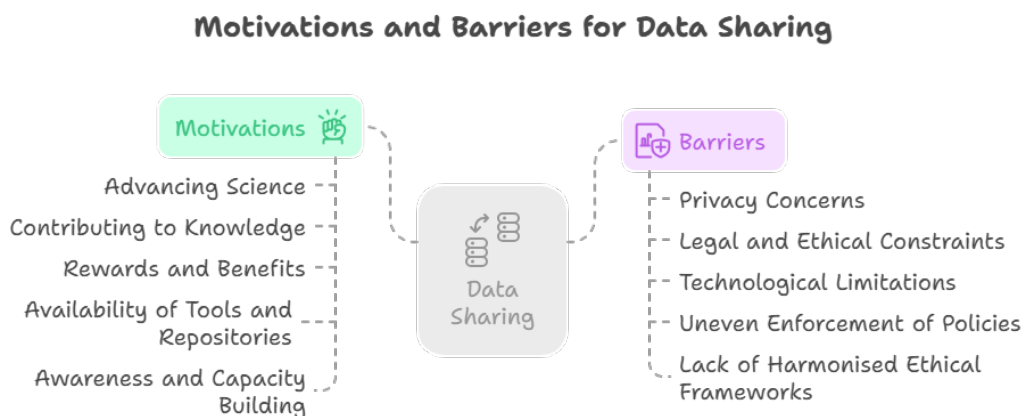 Motivations and Barriers for Data Sharing
Motivations
Advancing Science
Contributing to Knowledge
Rewards and Benefits
Availability of Tools and
Repositories
Awareness and Capacity
Building
Data
Sharing
Barriers
Privacy Concerns
Legal and Ethical Constraints
Technological Limitations
Uneven Enforcement of Policies
Lack of Harmonised Ethical
Frameworks